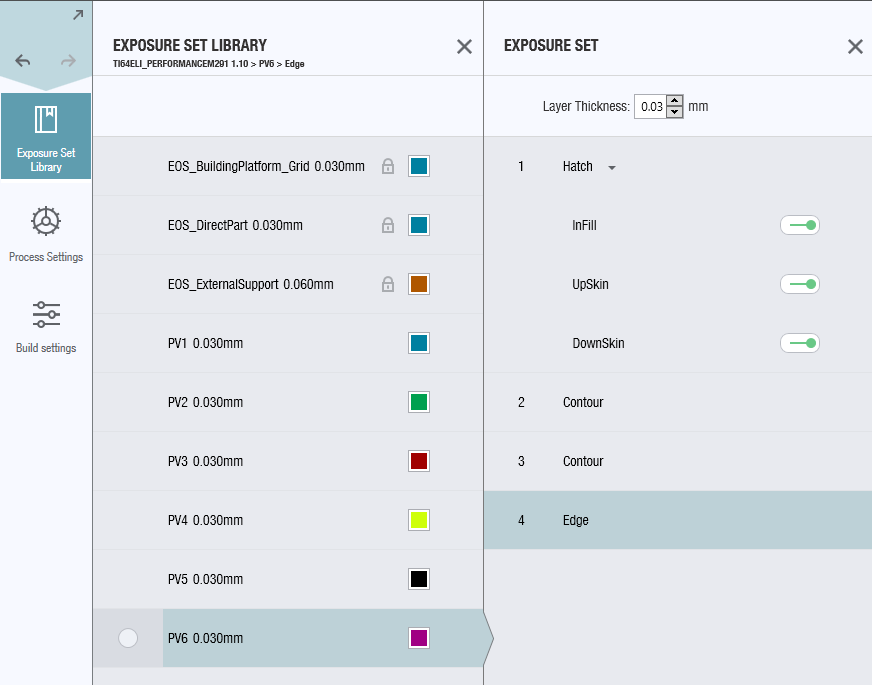 Exposure Set
Library
Process Settings
Build settings
EXPOSURE SET LIBRARY
TI64ELI_PERFORMANCEM291 1.10 > PV6 > Edge
EOS_BuildingPlatform_Grid 0.030mm
EOS_DirectPart 0.030mm
EOS_ExternalSupport 0.060mm
PV1 0.030mm
PV2 0.030mm
PV3 0.030mm
PV4 0.030mm
PV5 0.030mm
PV6 0.030mm
EXPOSURE SET
Layer Thickness: 0.03 mm
1 Hatch
InFill
UpSkin
DownSkin
2 Contour
3 Contour
4 Edge